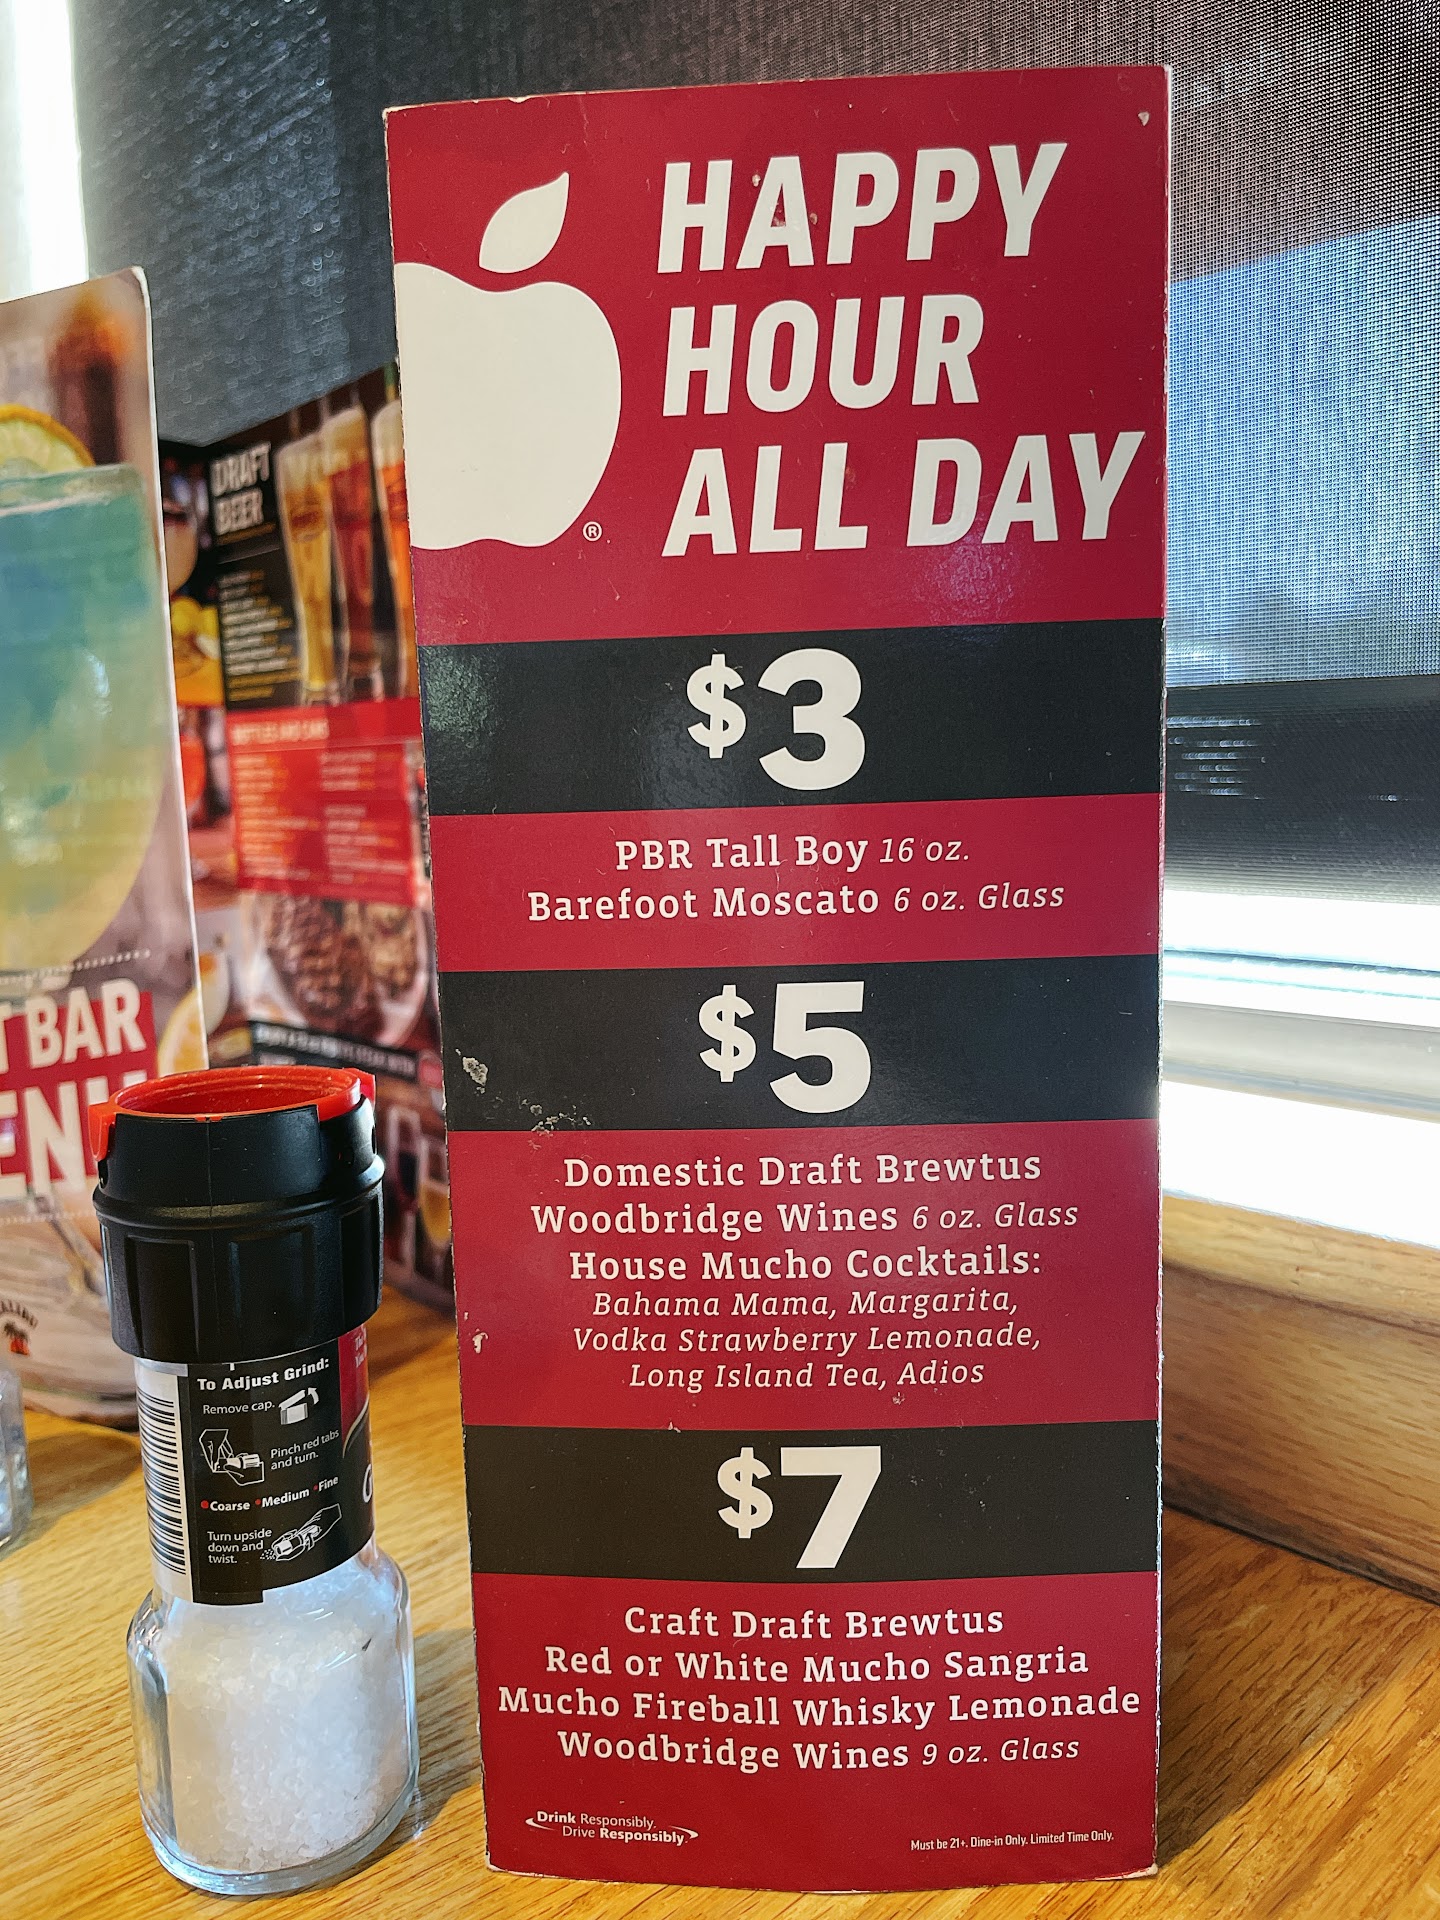 HAPPY
HOUR
ALL DAY
®
$3
PBR Tall Boy 16 oz.
Barefoot Moscato 6 oz. Glass
$5
Domestic Draft Brewtus
Woodbridge Wines 6 oz. Glass
House Mucho Cocktails:
Bahama Mama, Margarita,
Vodka Strawberry Lemonade,
Long Island Tea, Adios
$7
Craft Draft Brewtus
Red or White Mucho Sangria
Mucho Fireball Whisky Lemonade
Woodbridge Wines 9 oz. Glass
Drink Responsibly.
Drive Responsibly.
Must be 21+. Dine-in Only. Limited Time Only.
DRAFT
BEER
BOTTLES AND CANS
BAR
To Adjust Grind:
Remove cap.
Pinch red tabs
and turn.
Coarse Medium Fine
Turn upside
down and
twist.